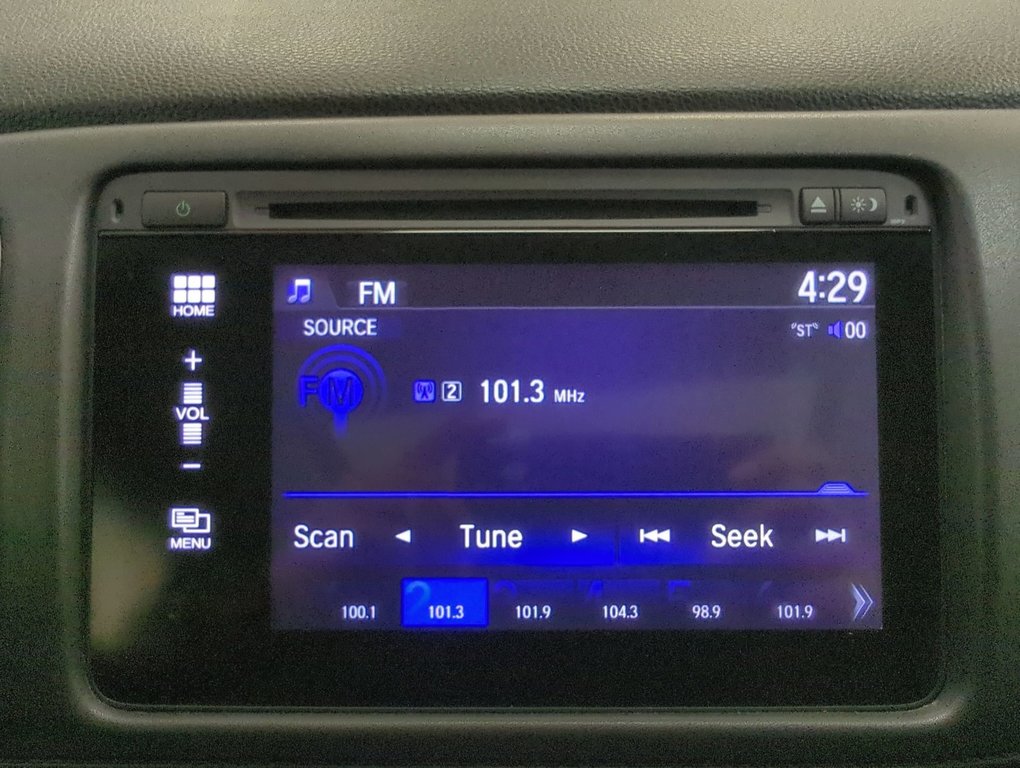 HOME
+
VOL
−
MENU
FM
4:29
SOURCE
"ST" 00
FM
2 101.3 MHz
Scan ◄ Tune ► ⏮ Seek ⏭
2
100.1 101.3 101.9 104.3 98.9 101.9